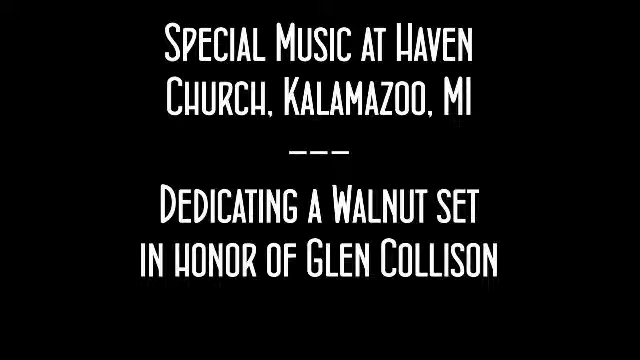 Special Music at Haven
Church, Kalamazoo, MI
---
Dedicating a Walnut set
in honor of Glen Collison